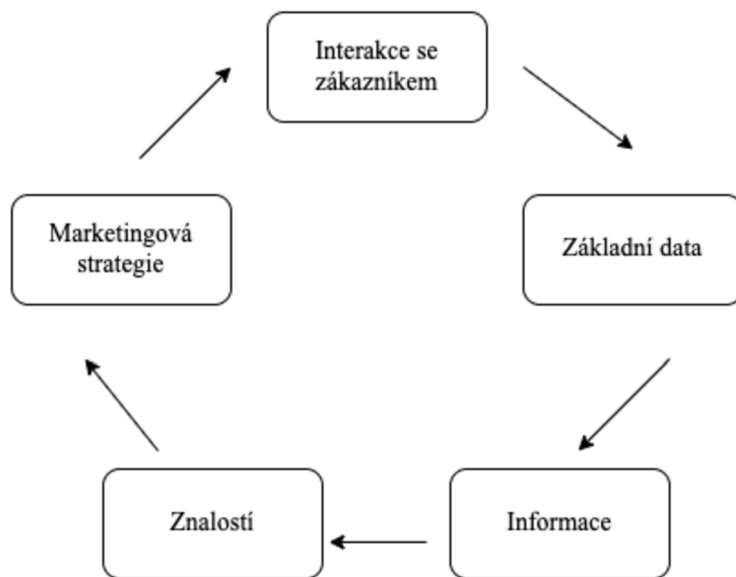 Interakce se
zákazníkem
Marketingová
strategie
Základní data
Znalostí
Informace